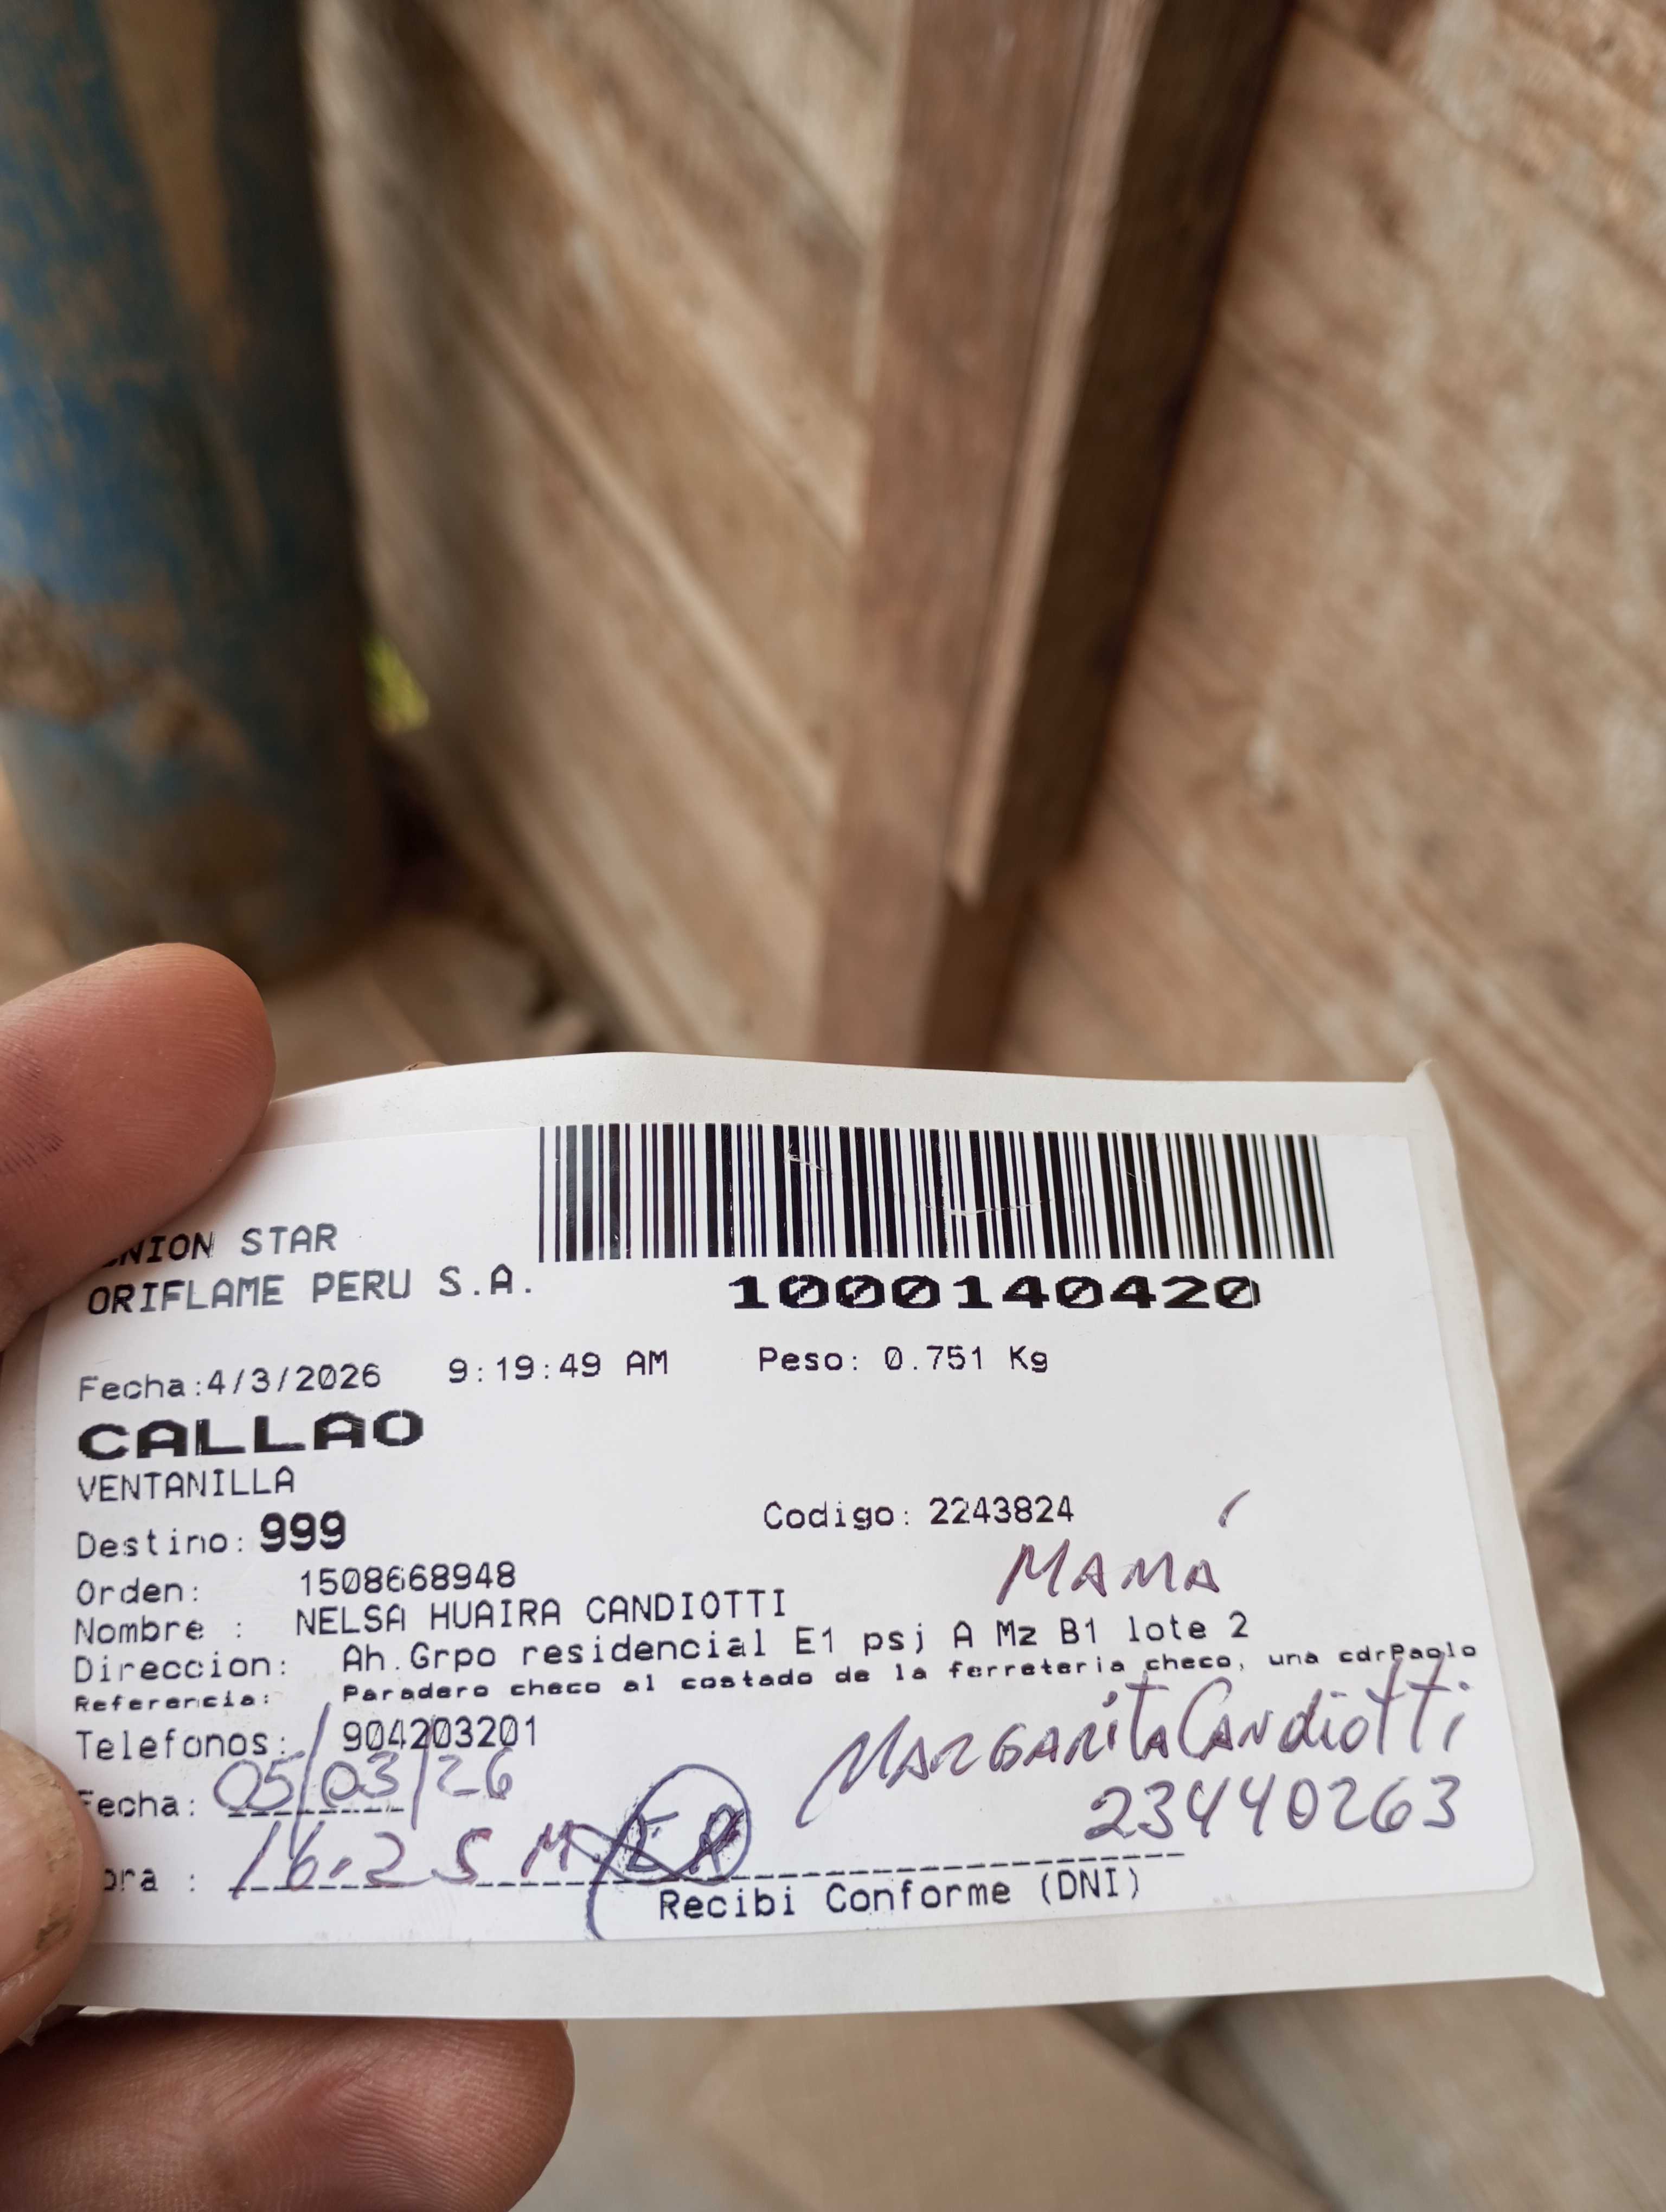 NION STAR
ORIFLAME PERU S.A.
1000140420
Fecha:4/3/2026 9:19:49 AM Peso: 0.751 Kg
CALLAO
VENTANILLA
Destino: 999 Codigo: 2243824
Orden: 1508668948
MAMÁ
Nombre : NELSA HUAIRA CANDIOTTI
Direccion: Ah.Grpo residencial E1 psj A Mz B1 lote 2
Referencia: Paradero checo al costado de la ferreteria checo, una cdrPaolo
Telefonos: 904203201
Margarita Candiotti
Fecha: 05/03/26
23440263
ora : 16:25
Recibi Conforme (DNI)